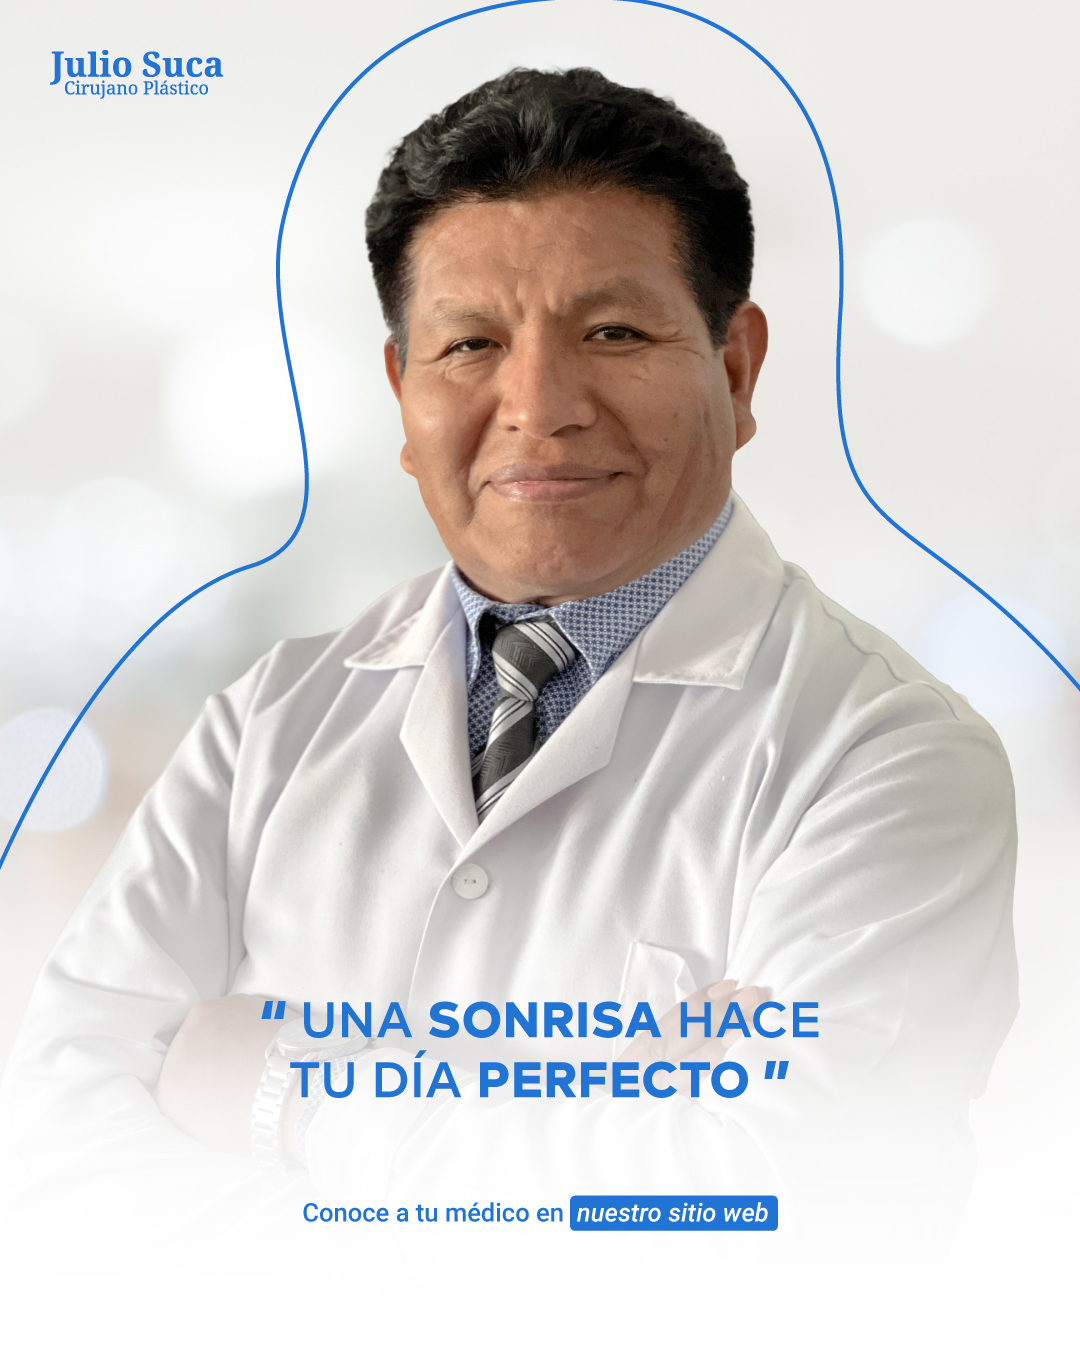 Julio Suca
Cirujano Plástico
" UNA SONRISA HACE
TU DÍA PERFECTO "
Conoce a tu médico en nuestro sitio web